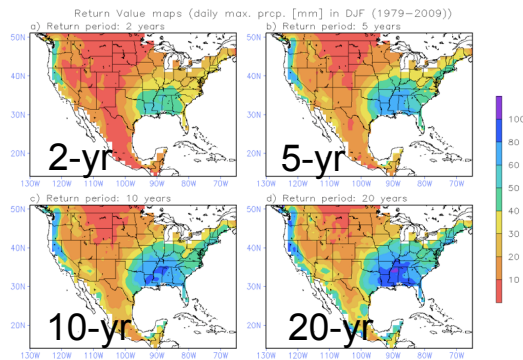 Return Value maps (daily max. prcp. [mm] in DJF (1979−2009))
a) Return period: 2 years
b) Return period: 5 years
50N
40N
30N
20N
2-yr
5-yr
130W 120W 110W 100W 90W 80W 70W
130W 120W 110W 100W 90W 80W 70W
c) Return period: 10 years
d) Return period: 20 years
50N
40N
30N
20N
10-yr
20-yr
130W 120W 110W 100W 90W 80W 70W
130W 120W 110W 100W 90W 80W 70W
100
80
60
50
40
30
20
10